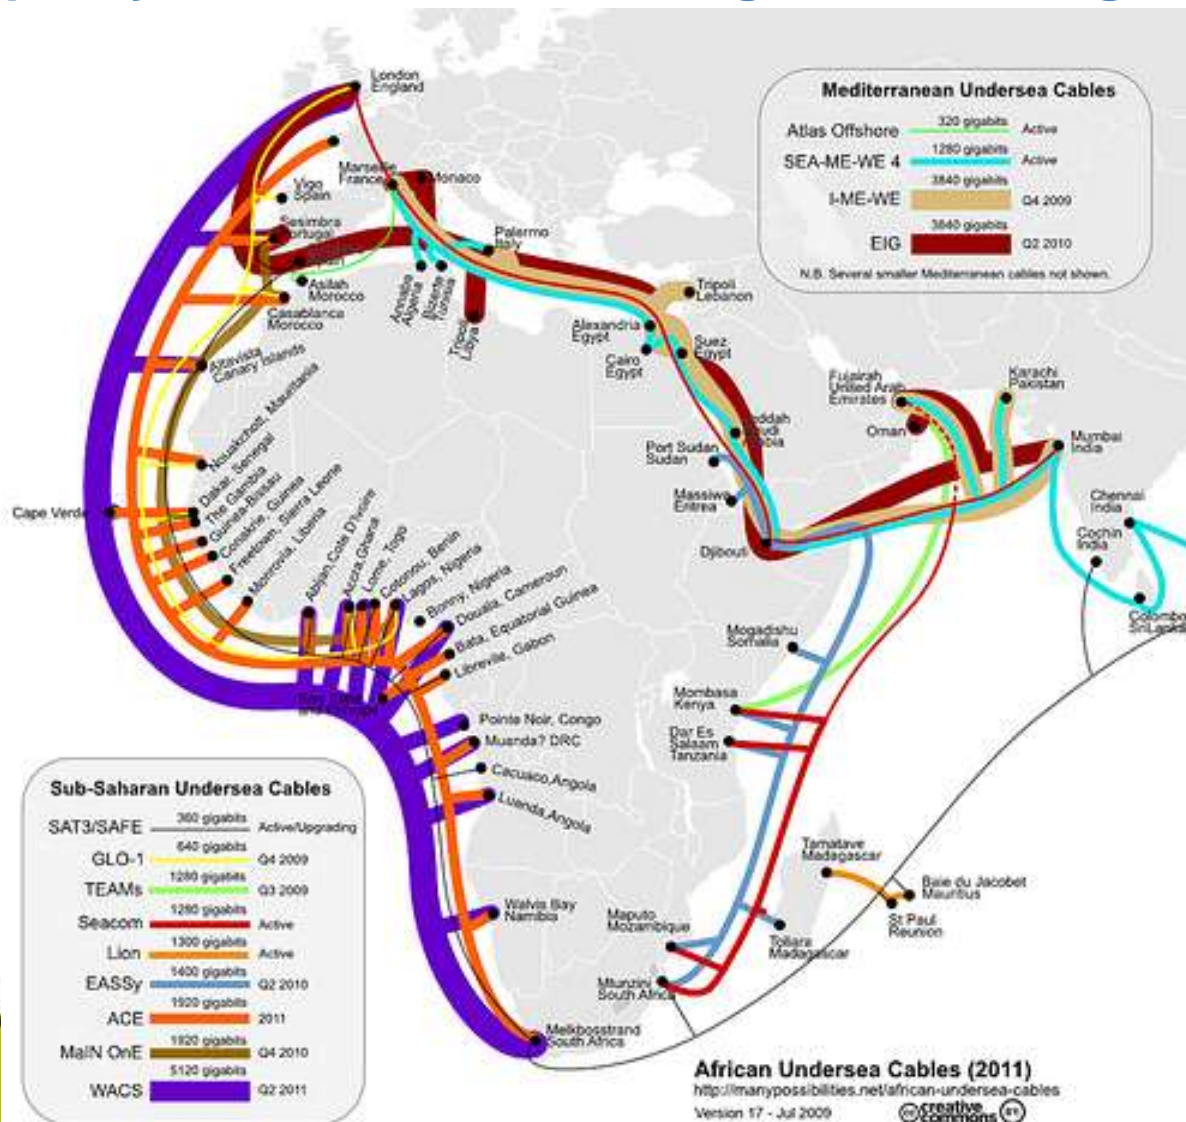 London
England
Marseille
France
Monaco
Vigo
Spain
Sesimbra
Portugal
Palermo
Italy
Asilah
Morocco
Casablanca
Morocco
Annaba
Algeria
Bizerte
Tunisia
Tripoli
Libya
Tripoli
Lebanon
Alexandria
Egypt
Cairo
Egypt
Suez
Egypt
Altavista
Canary Islands
Nouakchott, Mauritania
Dakar, Senegal
The Gambia
Guinea-Bissau
Conakrie, Guinea
Freetown, Sierra Leone
Monrovia, Liberia
Cape Verde
Abijan, Cote D'Ivoire
Accra, Ghana
Lome, Togo
Cotonou, Benin
Lagos, Nigeria
Bonny, Nigeria
Douala, Cameroun
Bata, Equatorial Guinea
Libreville, Gabon
Pointe Noir, Congo
Muanda? DRC
Cacuaco,Angola
Luanda,Angola
Walvis Bay
Namibia
Melkbosstrand
South Africa
Port Sudan
Sudan
Massiwa
Eritrea
Djibouti
Fujairah
United Arab
Emirates
Oman
Karachi
Pakistan
Mumbai
India
Chennai
India
Cochin
India
Colombo
Sri Lanka
Mogadishu
Somalia
Mombasa
Kenya
Dar Es
Salaam
Tanzania
Tamatave
Madagascar
Baie du Jacobet
Mauritius
St Paul
Reunion
Toliara
Madagascar
Maputo
Mozambique
Mtunzini
South Africa
Mediterranean Undersea Cables
Atlas Offshore 320 gigabits Active
SEA-ME-WE 4 1280 gigabits Active
I-ME-WE 3840 gigabits Q4 2009
EIG 3840 gigabits Q2 2010
N.B. Several smaller Mediterranean cables not shown.
Sub-Saharan Undersea Cables
SAT3/SAFE 360 gigabits Active/Upgrading
GLO-1 640 gigabits Q4 2009
TEAMs 1280 gigabits Q3 2009
Seacom 1280 gigabits Active
Lion 1300 gigabits Active
EASSy 1400 gigabits Q2 2010
ACE 1920 gigabits 2011
MaIN OnE 1920 gigabits Q4 2010
WACS 5120 gigabits Q2 2011
African Undersea Cables (2011)
http://manypossibilities.net/african-undersea-cables
Version 17 - Jul 2009
cc creative
commons BY